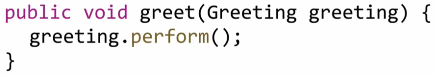 public void greet(Greeting greeting) {
  greeting.perform();
}